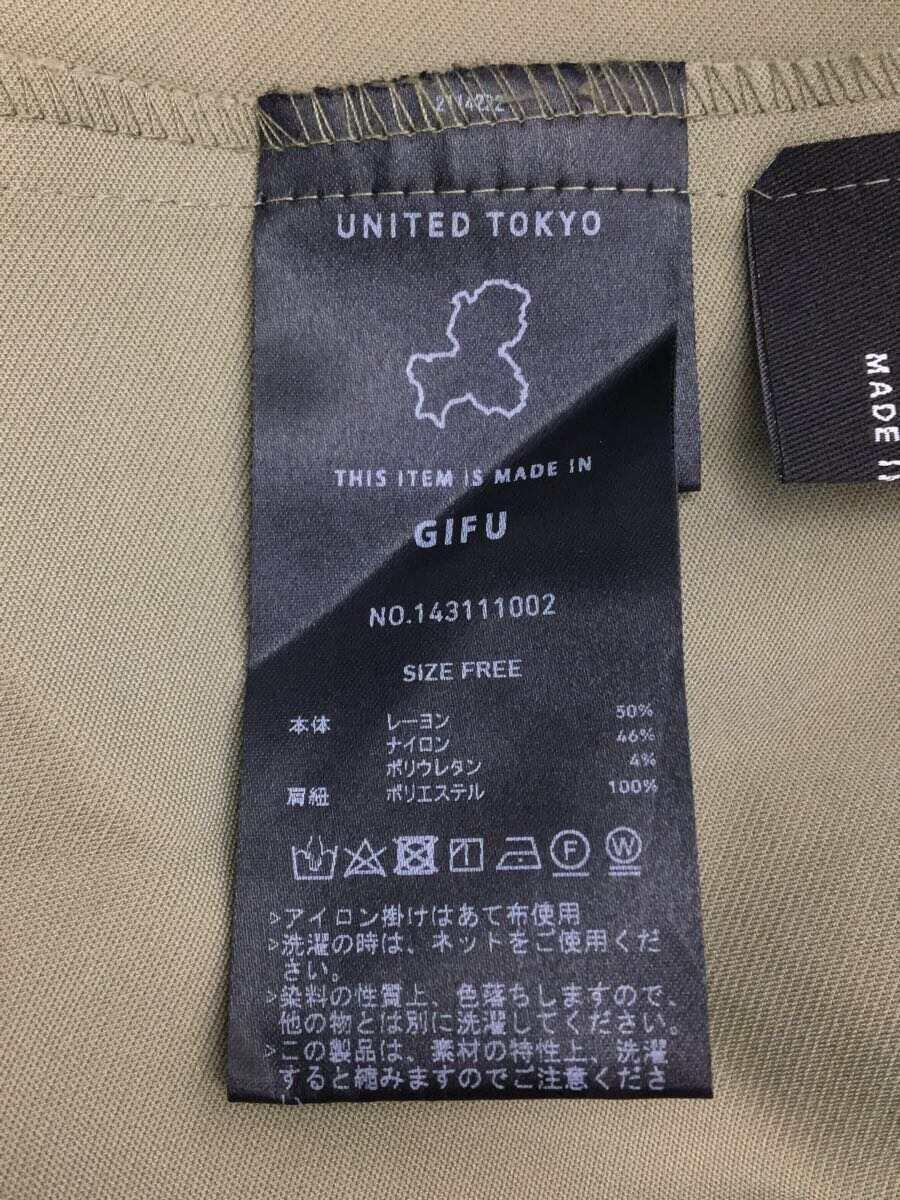 UNITED TOKYO
THIS ITEM IS MADE IN
GIFU
NO.143111002
SIZE FREE
本体 レーヨン 50%
ナイロン 46%
ポリウレタン 4%
肩紐 ポリエステル 100%
F W
>アイロン掛けはあて布使用
>洗濯の時は、ネットをご使用くだ
さい。
>染料の性質上、色落ちしますので、
他の物とは別に洗濯してください。
>この製品は、素材の特性上、洗濯
すると縮みますのでご注意くださ
MADE